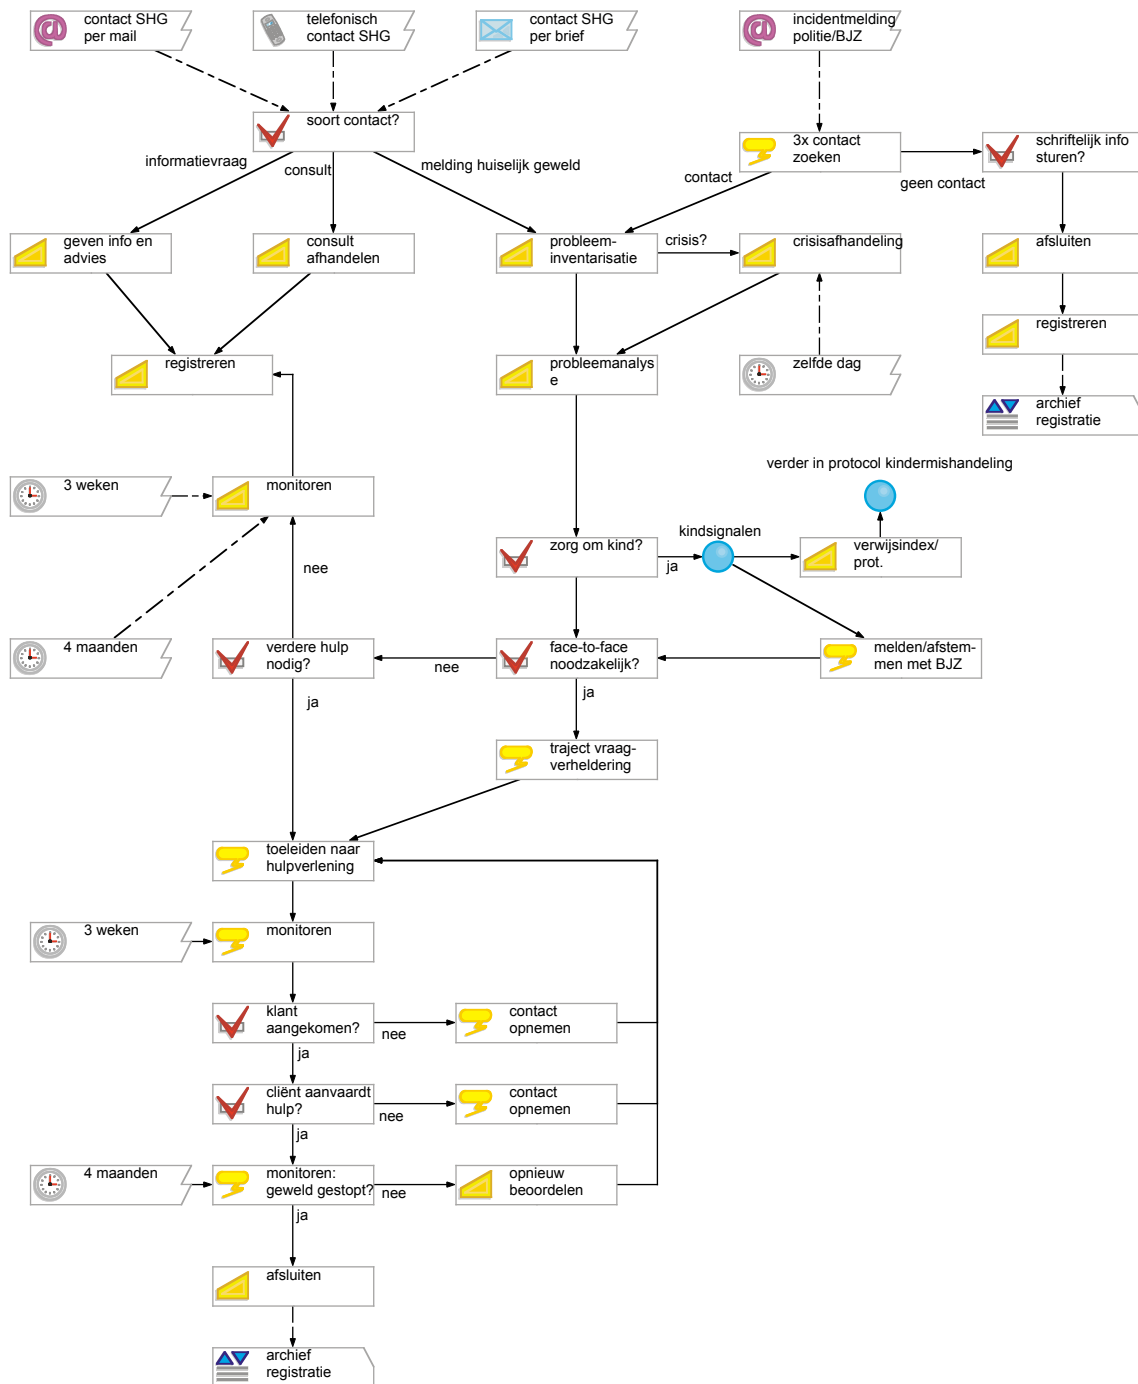 contact SHG
per mail
telefonisch
contact SHG
contact SHG
per brief
incidentmelding
politie/BJZ
soort contact?
3x contact
zoeken
schriftelijk info
sturen?
informatievraag
consult
melding huiselijk geweld
contact
geen contact
geven info en
advies
consult
afhandelen
probleem-
inventarisatie
crisis?
crisisafhandeling
afsluiten
registreren
registreren
probleemanalys
e
zelfde dag
archief
registratie
verder in protocol kindermishandeling
3 weken
monitoren
kindsignalen
zorg om kind?
ja
verwijsindex/
prot.
nee
4 maanden
verdere hulp
nodig?
nee
face-to-face
noodzakelijk?
melden/afstem-
men met BJZ
ja
ja
traject vraag-
verheldering
toeleiden naar
hulpverlening
3 weken
monitoren
klant
aangekomen?
nee
contact
opnemen
ja
cliënt aanvaardt
hulp?
nee
contact
opnemen
ja
4 maanden
monitoren:
geweld gestopt?
nee
opnieuw
beoordelen
ja
afsluiten
archief
registratie